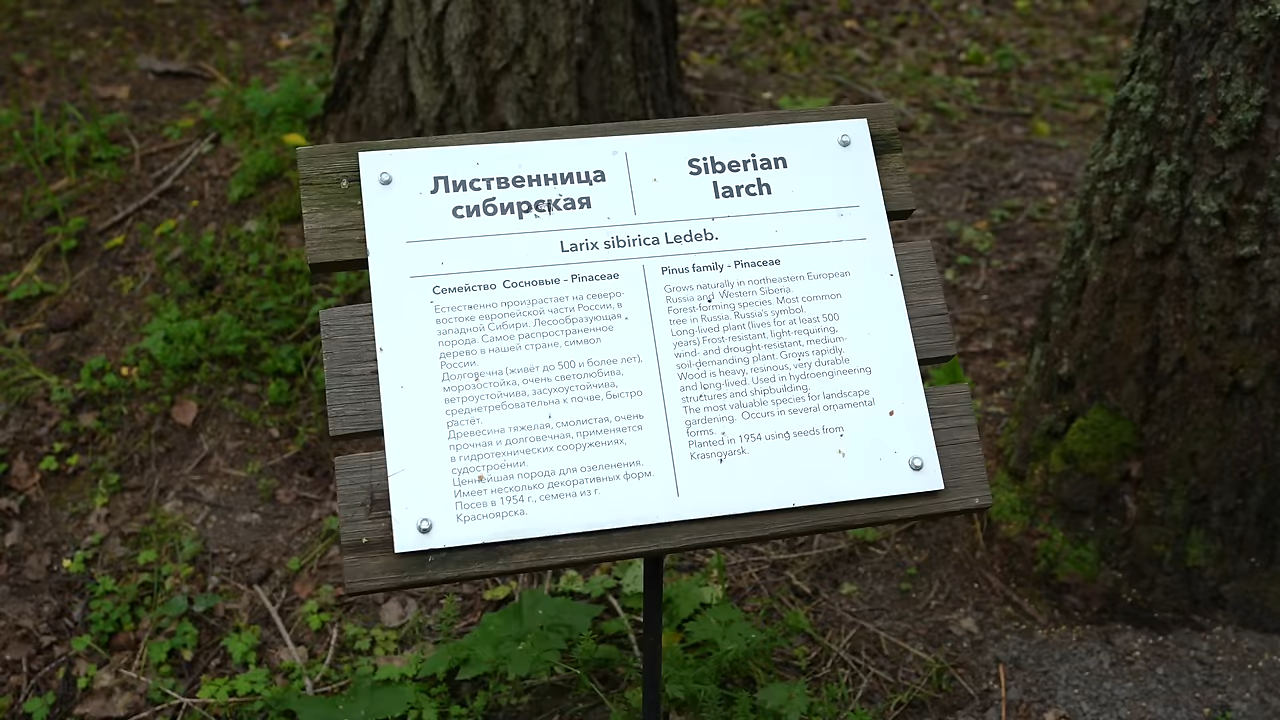 Лиственница
сибирская
Siberian
larch
Larix sibirica Ledeb.
Семейство Сосновые - Pinaceae
Естественно произрастает на северо-
востоке европейской части России, в
западной Сибири. Лесообразующая
порода. Самое распространенное
дерево в нашей стране, символ
России.
Долговечна (живёт до 500 и более лет),
морозостойка, очень светолюбива,
ветроустойчива, засухоустойчива,
среднетребовательна к почве, быстро
растёт.
Древесина тяжелая, смолистая, очень
прочная и долговечная, применяется
в гидротехнических сооружениях,
судостроении.
Ценнейшая порода для озеленения.
Имеет несколько декоративных форм.
Посев в 1954 г., семена из г.
Красноярска.
Pinus family - Pinaceae
Grows naturally in northeastern European
Russia and Western Siberia.
Forest-forming species. Most common
tree in Russia. Russia's symbol.
Long-lived plant (lives for at least 500
years) Frost-resistant, light-requiring,
wind- and drought-resistant, medium-
soil-demanding plant. Grows rapidly.
Wood is heavy, resinous, very durable
and long-lived. Used in hydroengineering
structures and shipbuilding.
The most valuable species for landscape
gardening. Occurs in several ornamental
forms.
Planted in 1954 using seeds from
Krasnoyarsk.